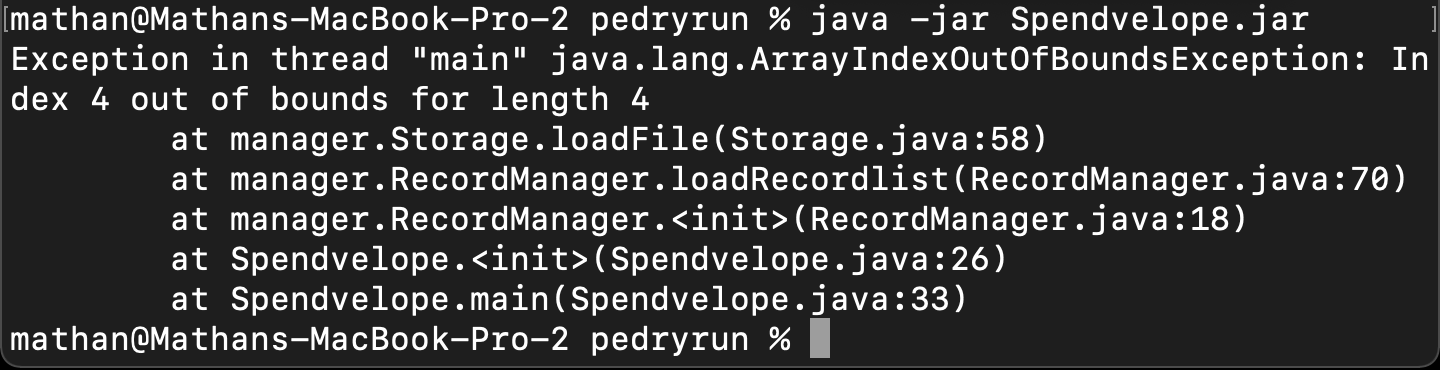 [mathan@Mathans-MacBook-Pro-2 pedryrun % java -jar Spendvelope.jar ]
Exception in thread "main" java.lang.ArrayIndexOutOfBoundsException: In
dex 4 out of bounds for length 4
        at manager.Storage.loadFile(Storage.java:58)
        at manager.RecordManager.loadRecordlist(RecordManager.java:70)
        at manager.RecordManager.<init>(RecordManager.java:18)
        at Spendvelope.<init>(Spendvelope.java:26)
        at Spendvelope.main(Spendvelope.java:33)
mathan@Mathans-MacBook-Pro-2 pedryrun %